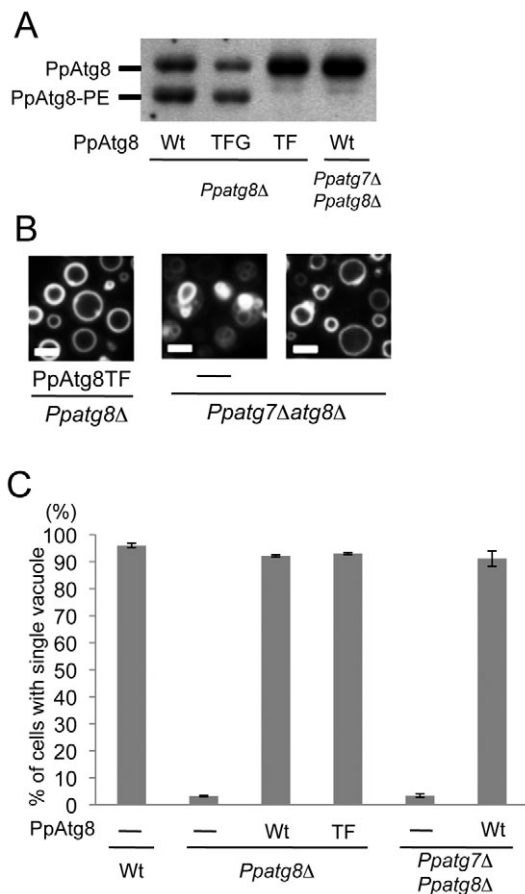 A
PpAtg8
PpAtg8-PE
PpAtg8 Wt TFG TF Wt
Ppatg8Δ Ppatg7Δ
Ppatg8Δ
B
PpAtg8TF —
Ppatg8Δ Ppatg7Δatg8Δ
C
(%)
% of cells with single vacuole
100
90
80
70
60
50
40
30
20
10
0
PpAtg8 — — Wt TF — Wt
Wt Ppatg8Δ Ppatg7Δ
Ppatg8Δ